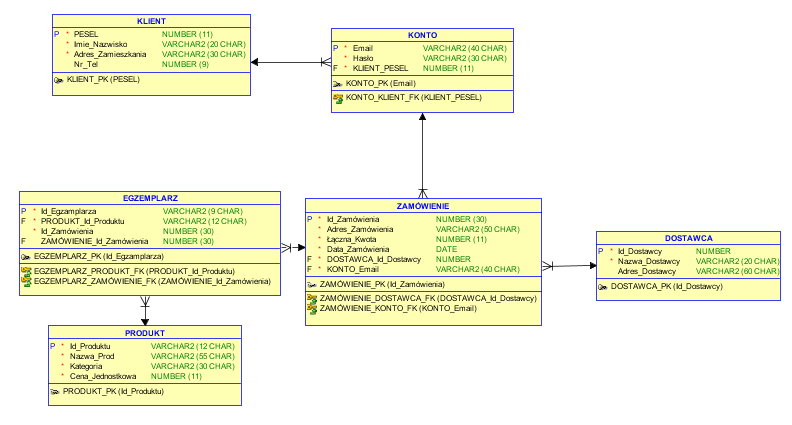 KLIENT
P * PESEL NUMBER (11)
* Imie_Nazwisko VARCHAR2 (20 CHAR)
* Adres_Zamieszkania VARCHAR2 (30 CHAR)
Nr_Tel NUMBER (9)
KLIENT_PK (PESEL)
KONTO
P * Email VARCHAR2 (40 CHAR)
* Hasło VARCHAR2 (30 CHAR)
F * KLIENT_PESEL NUMBER (11)
KONTO_PK (Email)
KONTO_KLIENT_FK (KLIENT_PESEL)
EGZEMPLARZ
P * Id_Egzamplarza VARCHAR2 (9 CHAR)
F * PRODUKT_Id_Produktu VARCHAR2 (12 CHAR)
* Id_Zamówienia NUMBER (30)
F ZAMÓWIENIE_Id_Zamówienia NUMBER (30)
EGZEMPLARZ_PK (Id_Egzamplarza)
EGZEMPLARZ_PRODUKT_FK (PRODUKT_Id_Produktu)
EGZEMPLARZ_ZAMÓWIENIE_FK (ZAMÓWIENIE_Id_Zamówienia)
ZAMÓWIENIE
P * Id_Zamówienia NUMBER (30)
* Adres_Zamówienia VARCHAR2 (50 CHAR)
* Łączna_Kwota NUMBER (11)
* Data_Zamówienia DATE
F * DOSTAWCA_Id_Dostawcy NUMBER
F * KONTO_Email VARCHAR2 (40 CHAR)
ZAMÓWIENIE_PK (Id_Zamówienia)
ZAMÓWIENIE_DOSTAWCA_FK (DOSTAWCA_Id_Dostawcy)
ZAMÓWIENIE_KONTO_FK (KONTO_Email)
DOSTAWCA
P * Id_Dostawcy NUMBER
* Nazwa_Dostawcy VARCHAR2 (20 CHAR)
Adres_Dostawcy VARCHAR2 (60 CHAR)
DOSTAWCA_PK (Id_Dostawcy)
PRODUKT
P * Id_Produktu VARCHAR2 (12 CHAR)
* Nazwa_Prod VARCHAR2 (55 CHAR)
* Kategoria VARCHAR2 (30 CHAR)
* Cena_Jednostkowa NUMBER (11)
PRODUKT_PK (Id_Produktu)